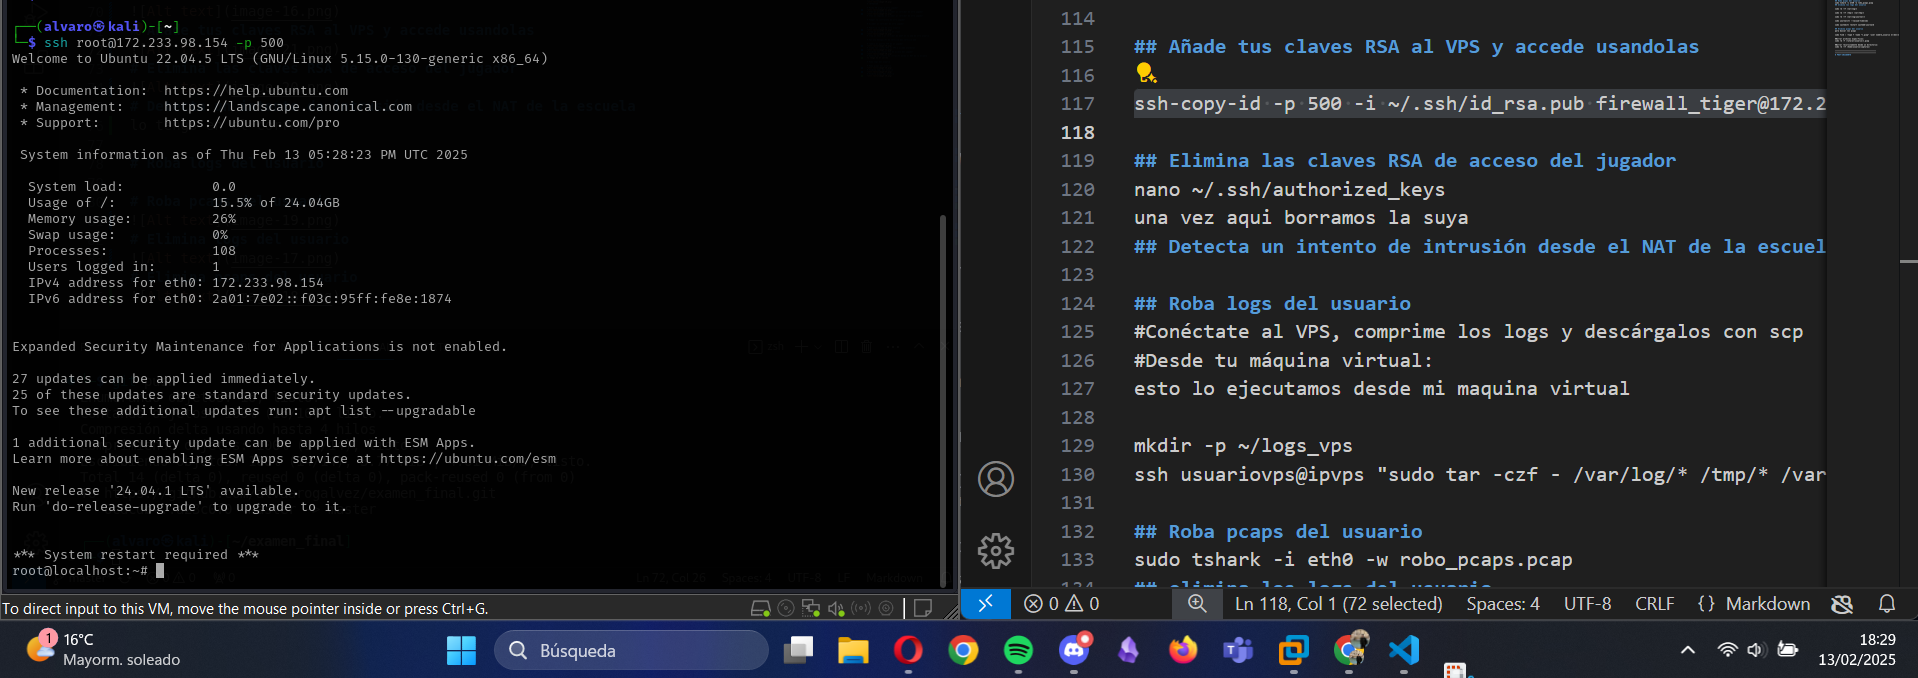 ┌──(alvaro㉿kali)-[~]
└─$ ssh root@172.233.98.154 -p 500
Welcome to Ubuntu 22.04.5 LTS (GNU/Linux 5.15.0-130-generic x86_64)
* Documentation:  https://help.ubuntu.com
* Management:     https://landscape.canonical.com
* Support:        https://ubuntu.com/pro
System information as of Thu Feb 13 05:28:23 PM UTC 2025
System load:           0.0
Usage of /:            15.5% of 24.04GB
Memory usage:          26%
Swap usage:            0%
Processes:             108
Users logged in:       1
IPv4 address for eth0: 172.233.98.154
IPv6 address for eth0: 2a01:7e02::f03c:95ff:fe8e:1874
Expanded Security Maintenance for Applications is not enabled.
27 updates can be applied immediately.
25 of these updates are standard security updates.
To see these additional updates run: apt list --upgradable
1 additional security update can be applied with ESM Apps.
Learn more about enabling ESM Apps service at https://ubuntu.com/esm
New release '24.04.1 LTS' available.
Run 'do-release-upgrade' to upgrade to it.
*** System restart required ***
root@localhost:~#
To direct input to this VM, move the mouse pointer inside or press Ctrl+G.
114
115 ## Añade tus claves RSA al VPS y accede usandolas
116
117 ssh-copy-id -p 500 -i ~/.ssh/id_rsa.pub firewall_tiger@172.2
118
119 ## Elimina las claves RSA de acceso del jugador
120 nano ~/.ssh/authorized_keys
121 una vez aqui borramos la suya
122 ## Detecta un intento de intrusión desde el NAT de la escuel
123
124 ## Roba logs del usuario
125 #Conéctate al VPS, comprime los logs y descárgalos con scp
126 #Desde tu máquina virtual:
127 esto lo ejecutamos desde mi maquina virtual
128
129 mkdir -p ~/logs_vps
130 ssh usuariovps@ipvps "sudo tar -czf - /var/log/* /tmp/* /var
131
132 ## Roba pcaps del usuario
133 sudo tshark -i eth0 -w robo_pcaps.pcap
134 ## elimina los logs del usuario
0 0 Ln 118, Col 1 (72 selected) Spaces: 4 UTF-8 CRLF {} Markdown
1
16°C
Mayorm. soleado
Búsqueda
18:29
13/02/2025